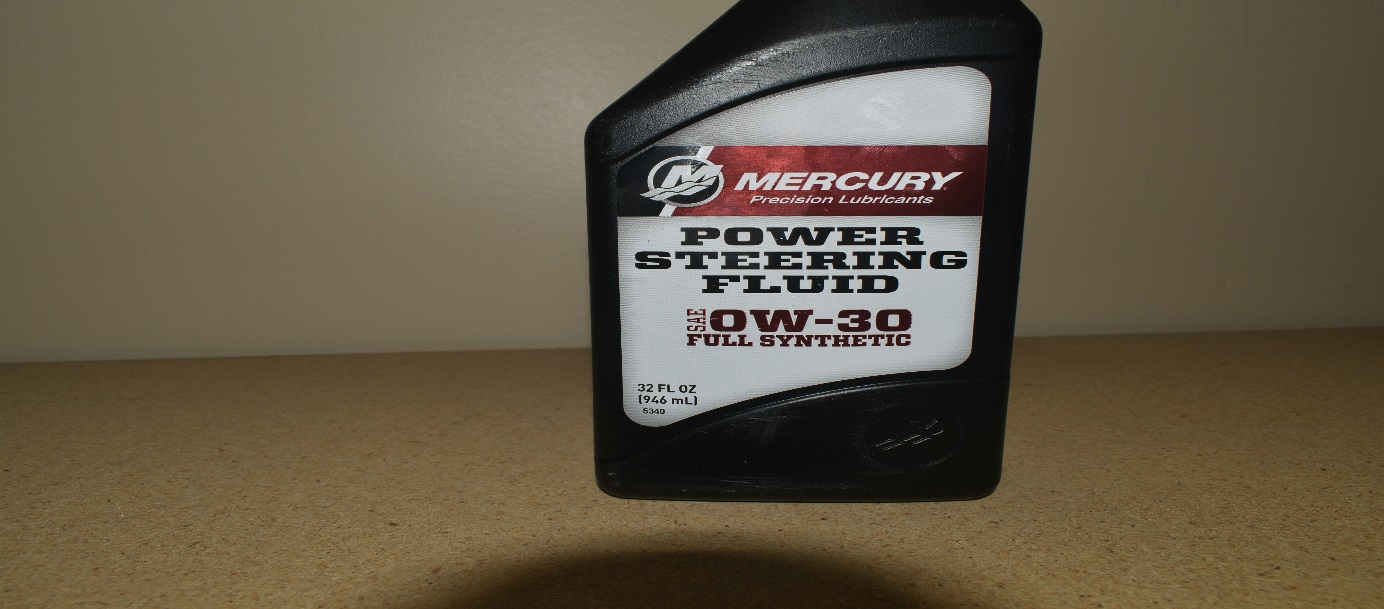 MERCURY
Precision Lubricants
POWER
STEERING
FLUID
SAE 0W-30
FULL SYNTHETIC
32 FL OZ
(946 mL)
5340